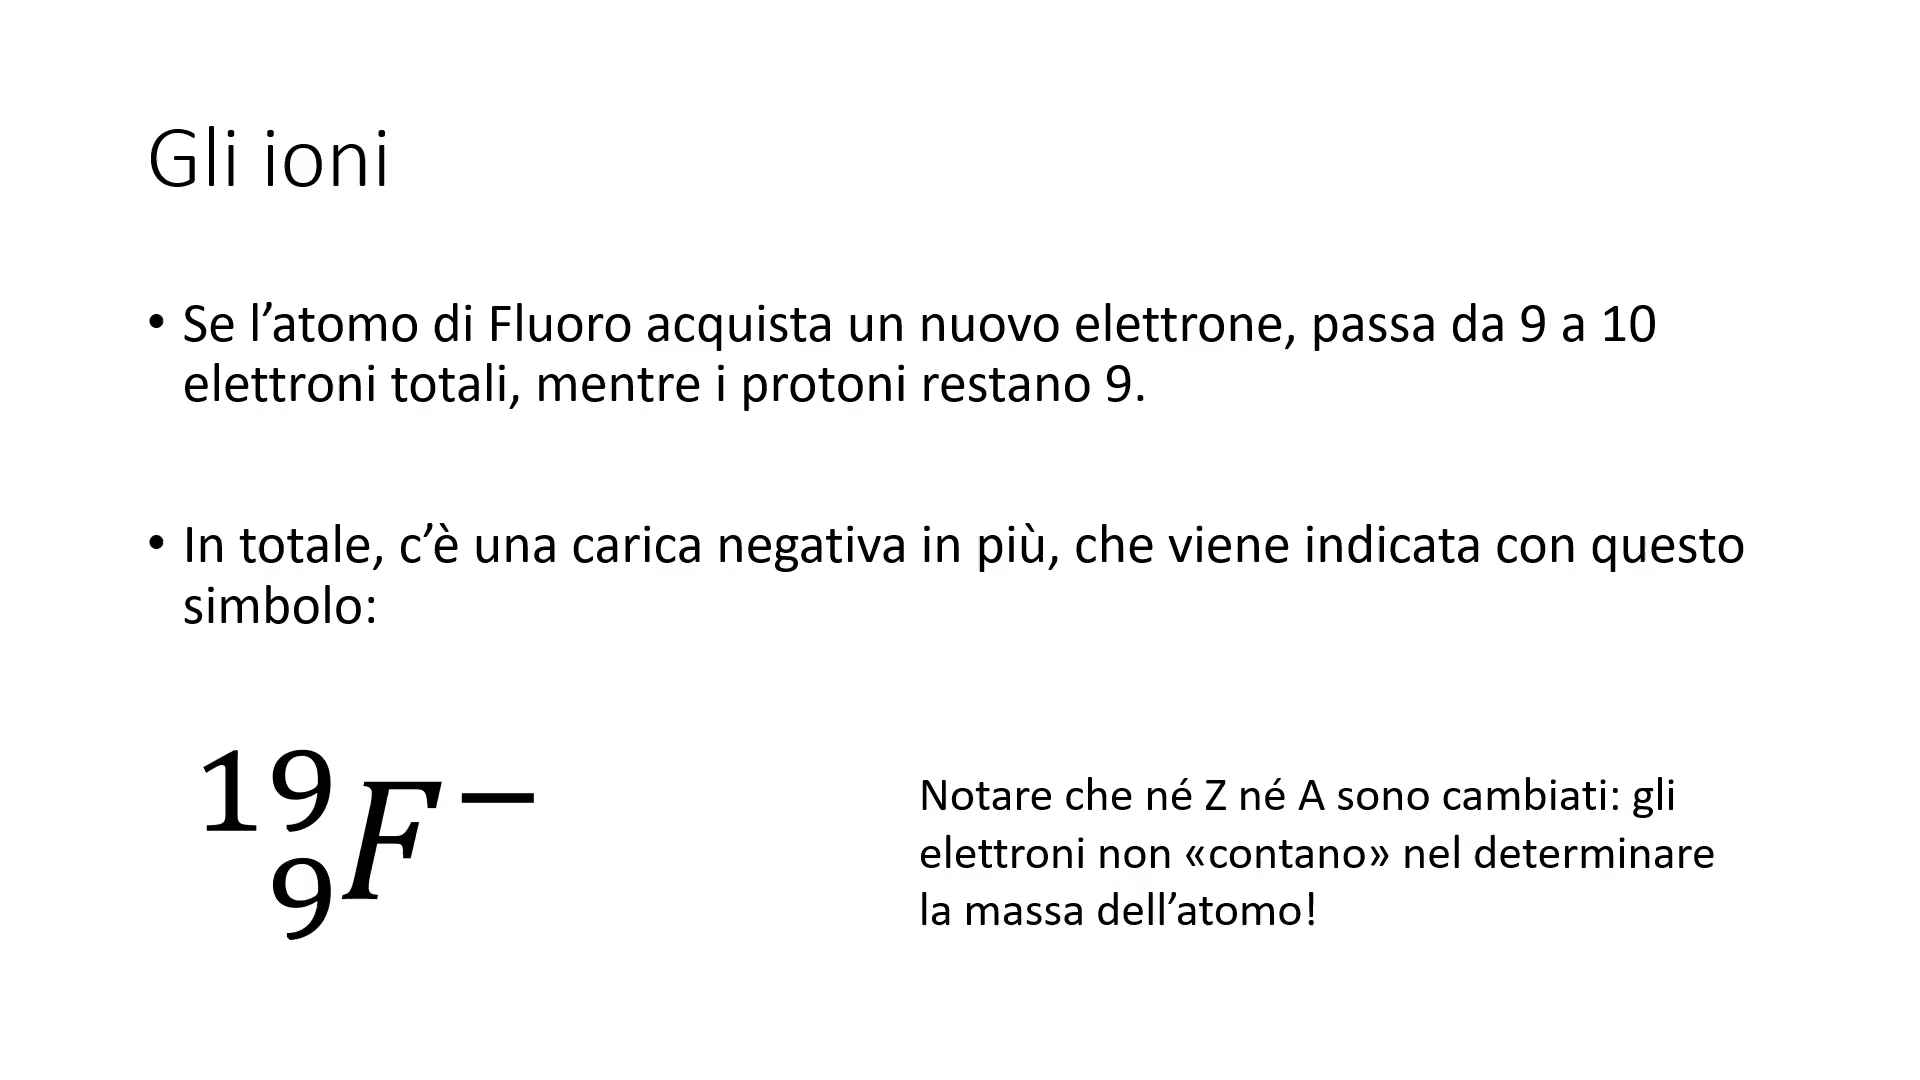 Gli ioni
• Se l’atomo di Fluoro acquista un nuovo elettrone, passa da 9 a 10
elettroni totali, mentre i protoni restano 9.
• In totale, c’è una carica negativa in più, che viene indicata con questo
simbolo:
¹⁹₉F⁻
Notare che né Z né A sono cambiati: gli
elettroni non «contano» nel determinare
la massa dell’atomo!